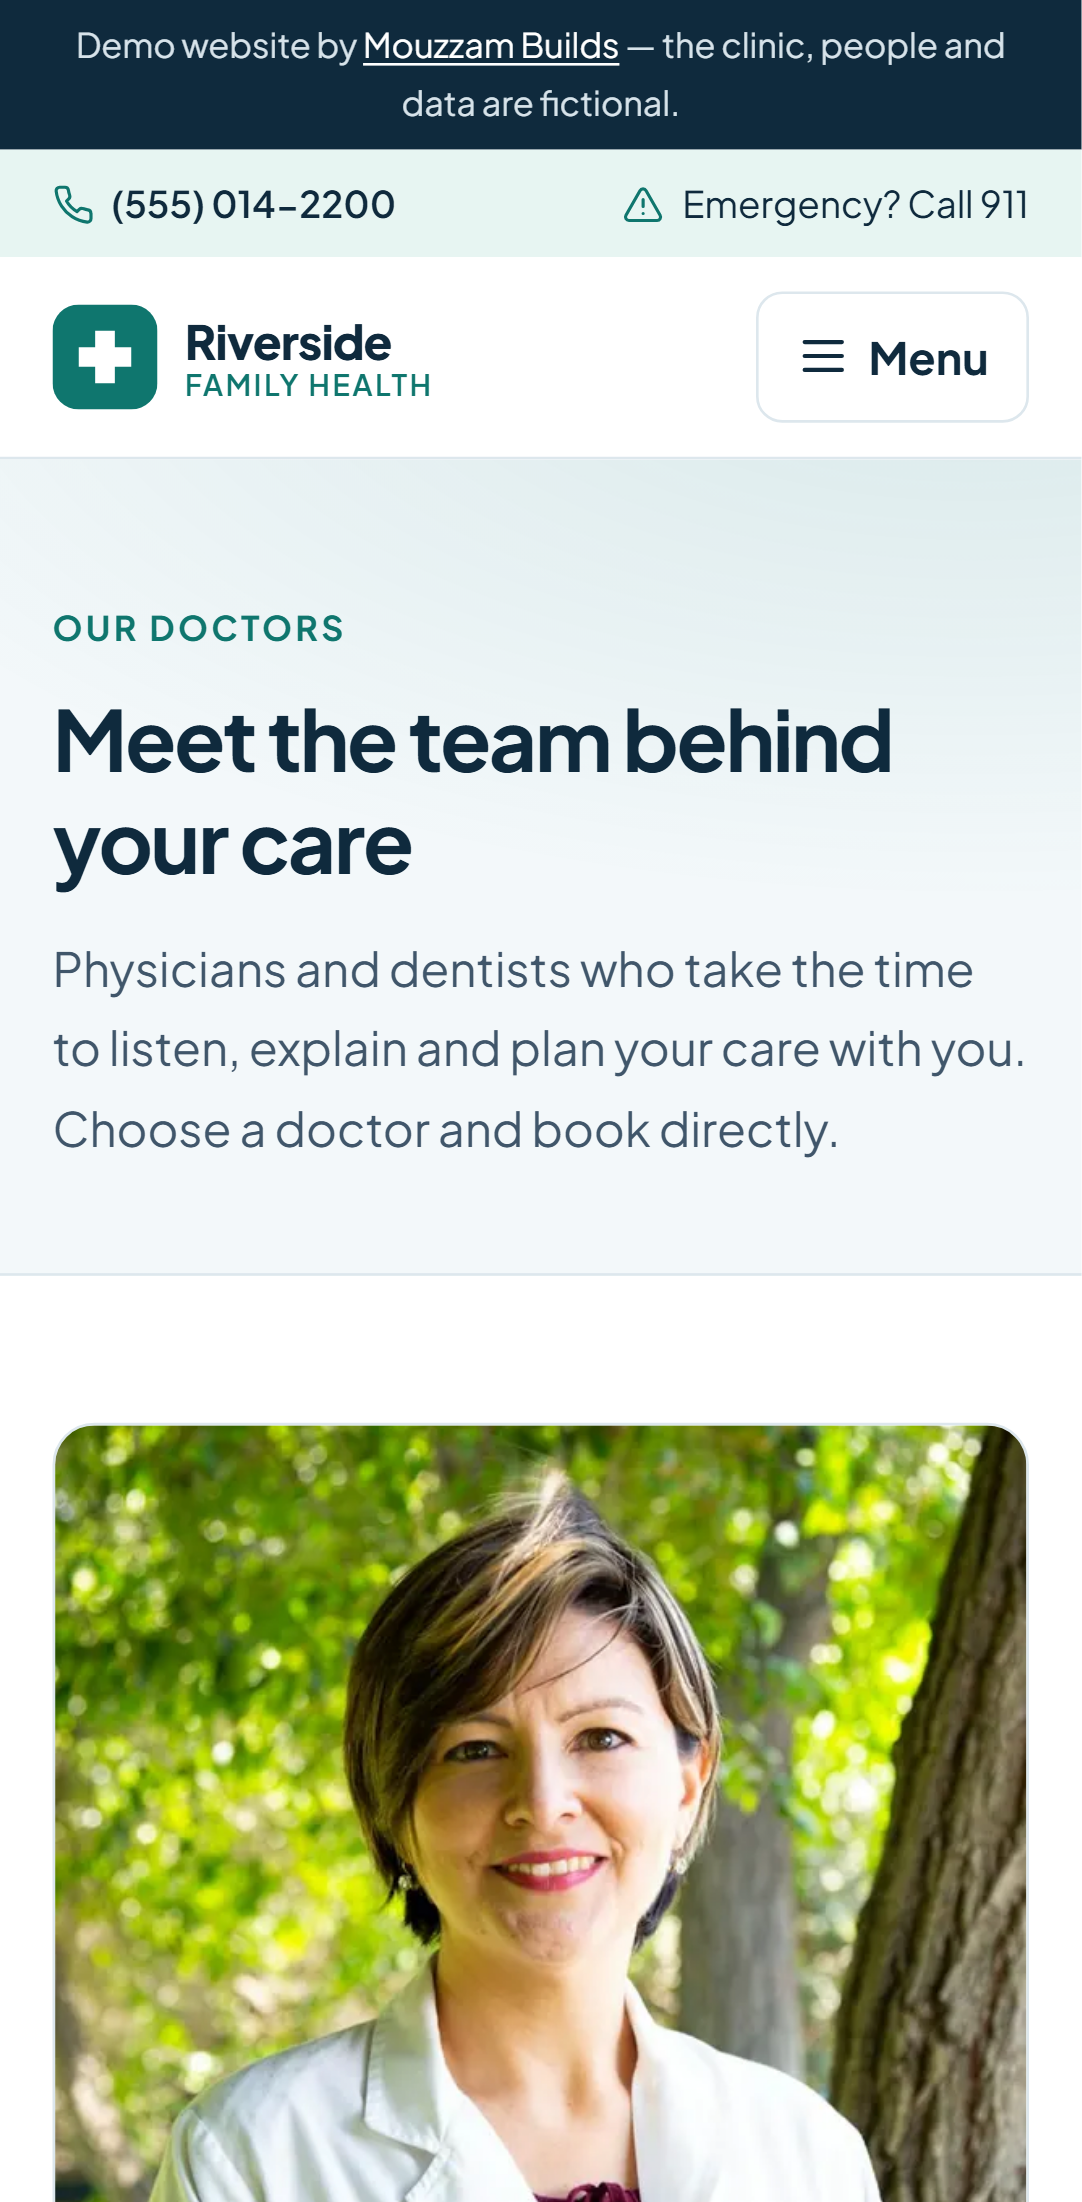 Demo website by Mouzzam Builds — the clinic, people and
data are fictional.
(555) 014-2200
Emergency? Call 911
Riverside
FAMILY HEALTH
Menu
OUR DOCTORS
Meet the team behind
your care
Physicians and dentists who take the time
to listen, explain and plan your care with you.
Choose a doctor and book directly.